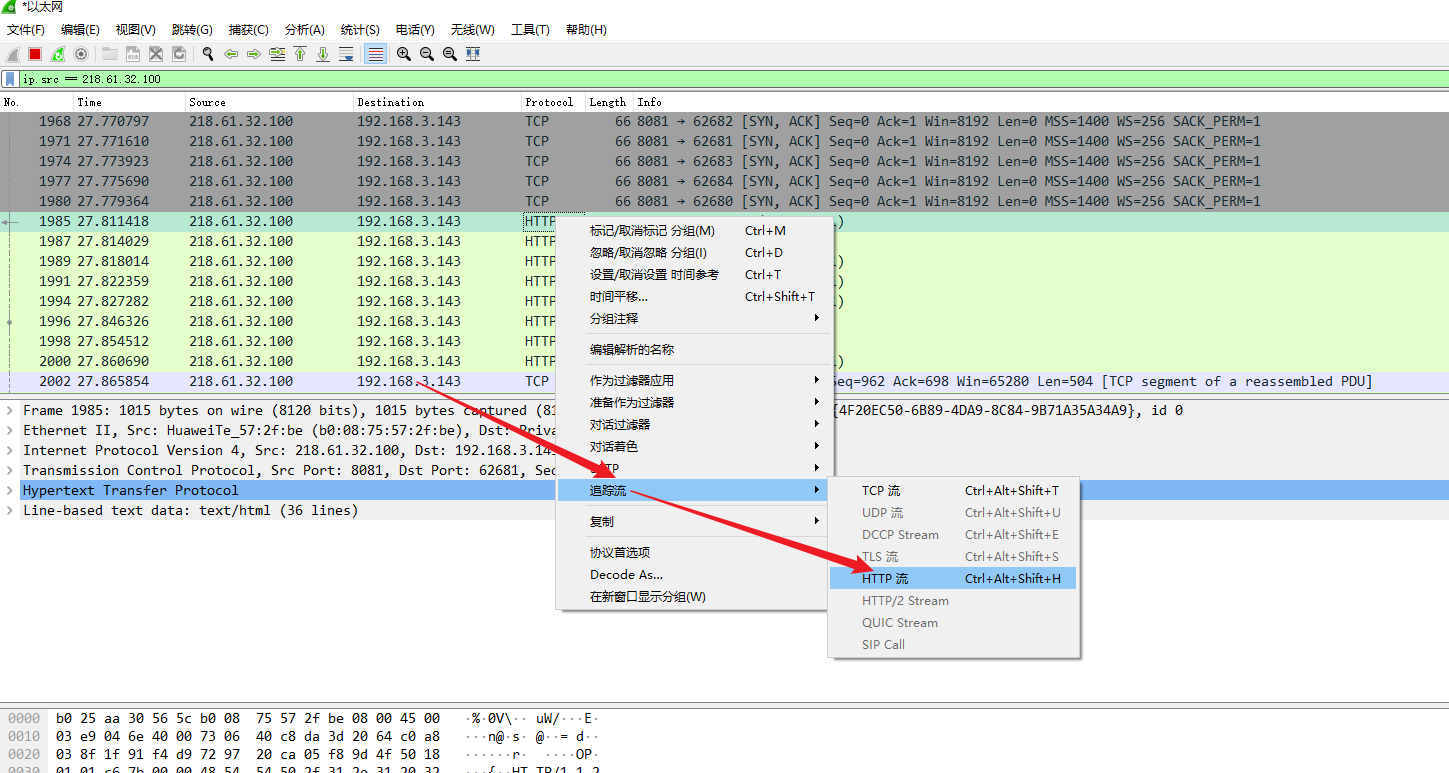 *以太网
文件(F) 编辑(E) 视图(V) 跳转(G) 捕获(C) 分析(A) 统计(S) 电话(Y) 无线(W) 工具(T) 帮助(H)
ip.src == 218.61.32.100
No. Time Source Destination Protocol Length Info
1968 27.770797 218.61.32.100 192.168.3.143 TCP 66 8081 → 62682 [SYN, ACK] Seq=0 Ack=1 Win=8192 Len=0 MSS=1400 WS=256 SACK_PERM=1
1971 27.771610 218.61.32.100 192.168.3.143 TCP 66 8081 → 62681 [SYN, ACK] Seq=0 Ack=1 Win=8192 Len=0 MSS=1400 WS=256 SACK_PERM=1
1974 27.773923 218.61.32.100 192.168.3.143 TCP 66 8081 → 62683 [SYN, ACK] Seq=0 Ack=1 Win=8192 Len=0 MSS=1400 WS=256 SACK_PERM=1
1977 27.775690 218.61.32.100 192.168.3.143 TCP 66 8081 → 62684 [SYN, ACK] Seq=0 Ack=1 Win=8192 Len=0 MSS=1400 WS=256 SACK_PERM=1
1980 27.779364 218.61.32.100 192.168.3.143 TCP 66 8081 → 62680 [SYN, ACK] Seq=0 Ack=1 Win=8192 Len=0 MSS=1400 WS=256 SACK_PERM=1
1985 27.811418 218.61.32.100 192.168.3.143 HTTP
1987 27.814029 218.61.32.100 192.168.3.143 HTTP
1989 27.818014 218.61.32.100 192.168.3.143 HTTP
1991 27.822359 218.61.32.100 192.168.3.143 HTTP
1994 27.827282 218.61.32.100 192.168.3.143 HTTP
1996 27.846326 218.61.32.100 192.168.3.143 HTTP
1998 27.854512 218.61.32.100 192.168.3.143 HTTP
2000 27.860690 218.61.32.100 192.168.3.143 HTTP
2002 27.865854 218.61.32.100 192.168.3.143 TCP eq=962 Ack=698 Win=65280 Len=504 [TCP segment of a reassembled PDU]
标记/取消标记 分组(M) Ctrl+M
忽略/取消忽略 分组(I) Ctrl+D
设置/取消设置 时间参考 Ctrl+T
时间平移... Ctrl+Shift+T
分组注释
编辑解析的名称
作为过滤器应用
准备作为过滤器
对话过滤器
对话着色
追踪流
复制
协议首选项
Decode As...
在新窗口显示分组(W)
TCP 流 Ctrl+Alt+Shift+T
UDP 流 Ctrl+Alt+Shift+U
DCCP Stream Ctrl+Alt+Shift+E
TLS 流 Ctrl+Alt+Shift+S
HTTP 流 Ctrl+Alt+Shift+H
HTTP/2 Stream
QUIC Stream
SIP Call
Frame 1985: 1015 bytes on wire (8120 bits), 1015 bytes captured (81 {4F20EC50-6B89-4DA9-8C84-9B71A35A34A9}, id 0
Ethernet II, Src: HuaweiTe_57:2f:be (b0:08:75:57:2f:be), Dst: Priva
Internet Protocol Version 4, Src: 218.61.32.100, Dst: 192.168.3.14
Transmission Control Protocol, Src Port: 8081, Dst Port: 62681, Sec
Hypertext Transfer Protocol
Line-based text data: text/html (36 lines)
0000 b0 25 aa 30 56 5c b0 08 75 57 2f be 08 00 45 00 ·%·0V\·· uW/···E·
0010 03 e9 04 6e 40 00 73 06 40 c8 da 3d 20 64 c0 a8 ···n@·s· @··= d··
0020 03 8f 1f 91 f4 d9 72 97 20 ca 05 f8 9d 4f 50 18 ······r· ····OP·